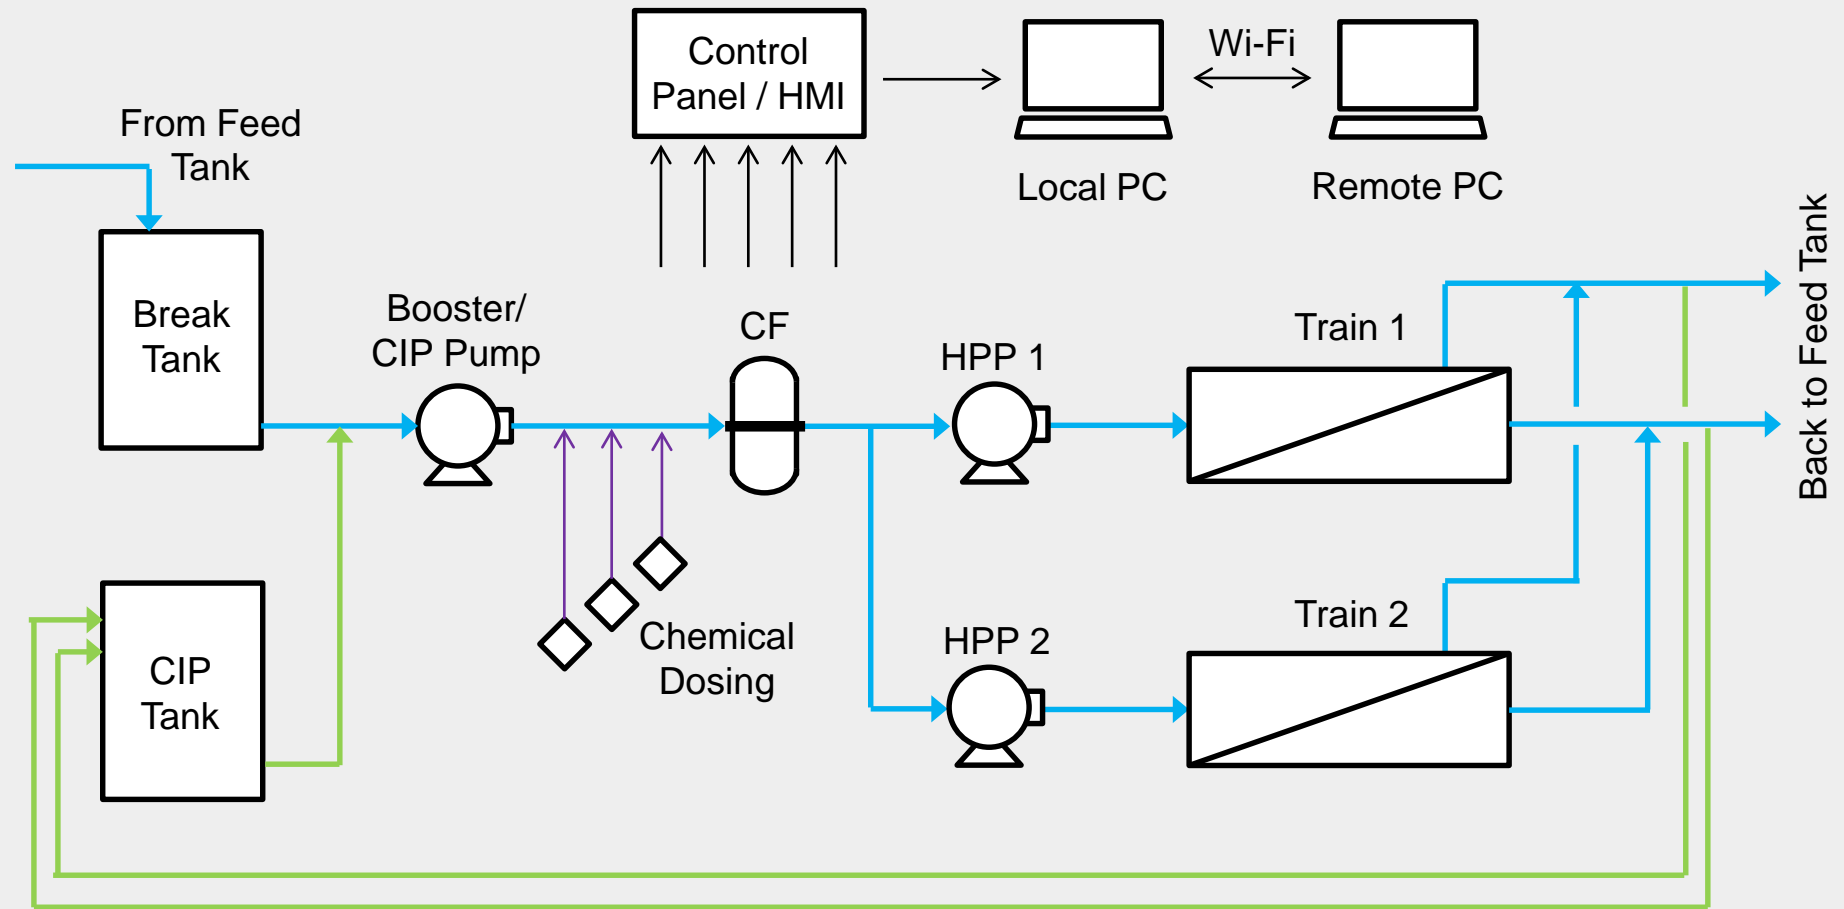 Control
Panel / HMI
Wi-Fi
Local PC
Remote PC
From Feed
Tank
Break
Tank
Booster/
CIP Pump
CF
HPP 1
Train 1
Back to Feed Tank
CIP
Tank
Chemical
Dosing
HPP 2
Train 2